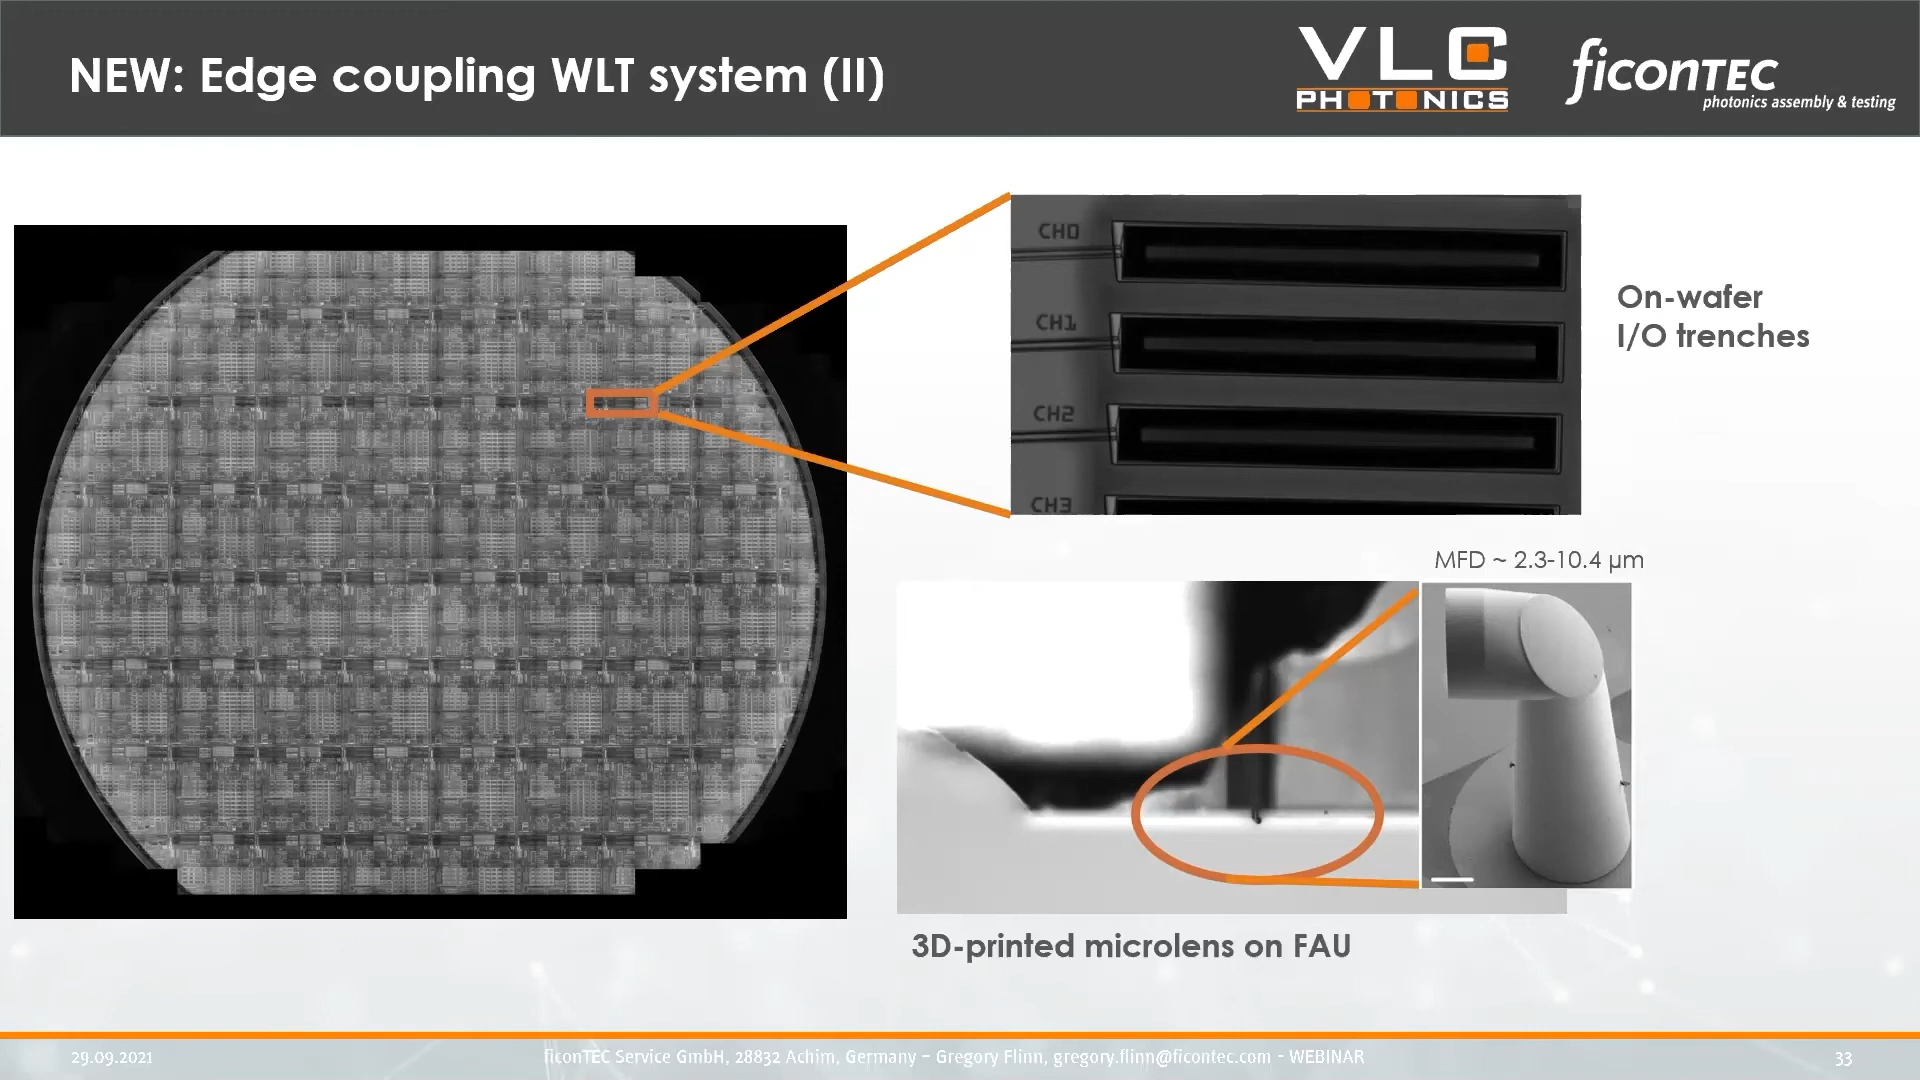 NEW: Edge coupling WLT system (II)
VLC
PHOTONICS
ficonTEC
photonics assembly & testing
CH0
CH1
CH2
CH3
On-wafer
I/O trenches
MFD ~ 2.3-10.4 µm
3D-printed microlens on FAU
29.09.2021
ficonTEC Service GmbH, 28832 Achim, Germany – Gregory Flinn, gregory.flinn@ficontec.com - WEBINAR
33